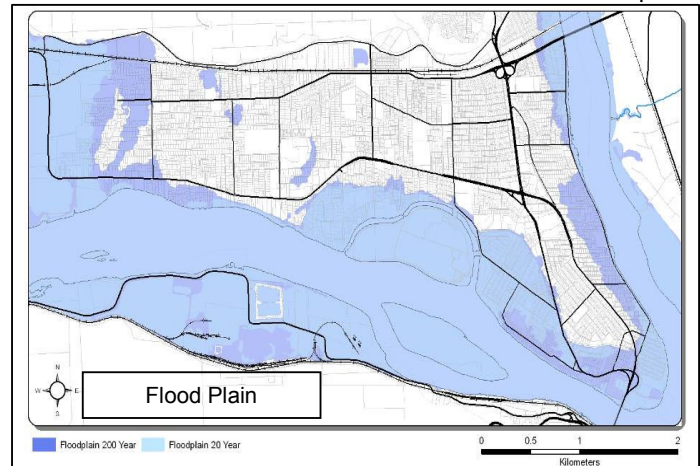 N
W E
S
Flood Plain
Floodplain 200 Year Floodplain 20 Year
0 0.5 1 2
Kilometers